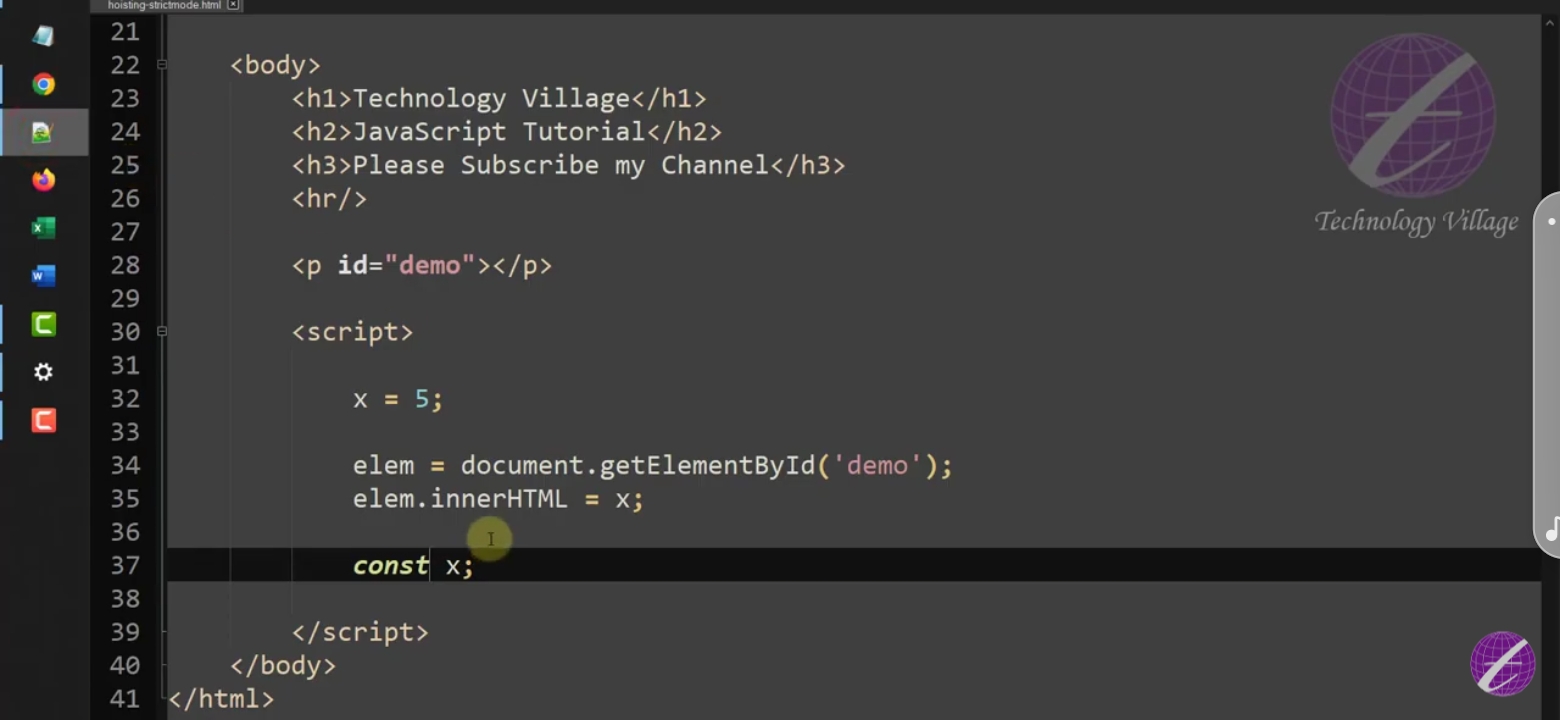 hoisting-strictmode.html
21
22 <body>
23 <h1>Technology Village</h1>
24 <h2>JavaScript Tutorial</h2>
25 <h3>Please Subscribe my Channel</h3>
26 <hr/>
27
28 <p id="demo"></p>
29
30 <script>
31
32 x = 5;
33
34 elem = document.getElementById('demo');
35 elem.innerHTML = x;
36
37 const x;
38
39 </script>
40 </body>
41 </html>
Technology Village